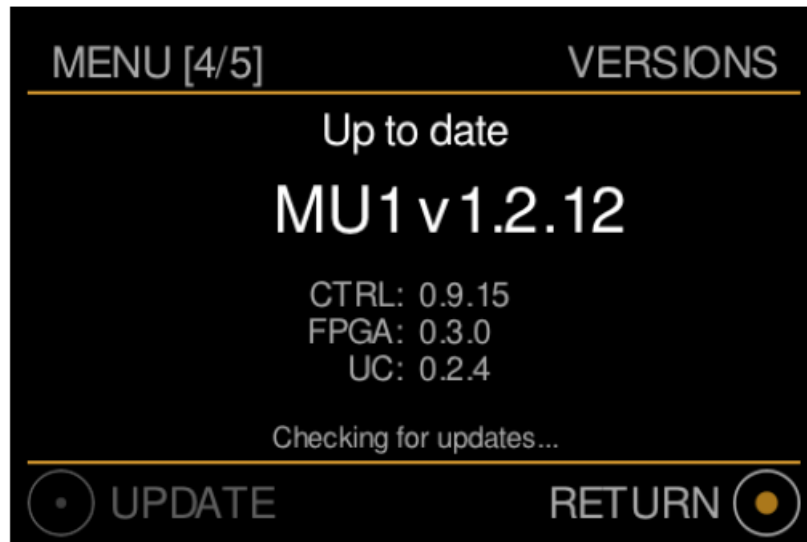 MENU [4/5] VERSIONS
Up to date
MU1 v1.2.12
CTRL: 0.9.15
FPGA: 0.3.0
UC: 0.2.4
Checking for updates...
UPDATE RETURN